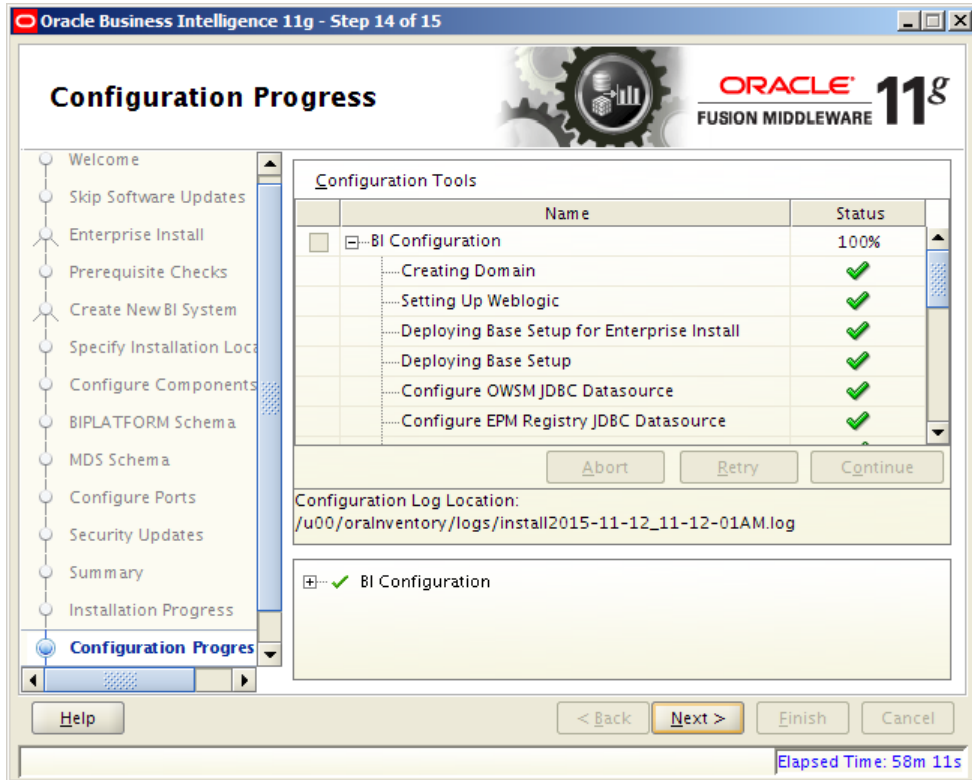 Oracle Business Intelligence 11g - Step 14 of 15
Configuration Progress
ORACLE
FUSION MIDDLEWARE
11g
Welcome
Skip Software Updates
Enterprise Install
Prerequisite Checks
Create New BI System
Specify Installation Loca
Configure Components
BIPLATFORM Schema
MDS Schema
Configure Ports
Security Updates
Summary
Installation Progress
Configuration Progres
Configuration Tools
Name Status
BI Configuration 100%
Creating Domain
Setting Up Weblogic
Deploying Base Setup for Enterprise Install
Deploying Base Setup
Configure OWSM JDBC Datasource
Configure EPM Registry JDBC Datasource
Abort Retry Continue
Configuration Log Location:
/u00/oraInventory/logs/install2015-11-12_11-12-01AM.log
BI Configuration
Help < Back Next > Finish Cancel
Elapsed Time: 58m 11s